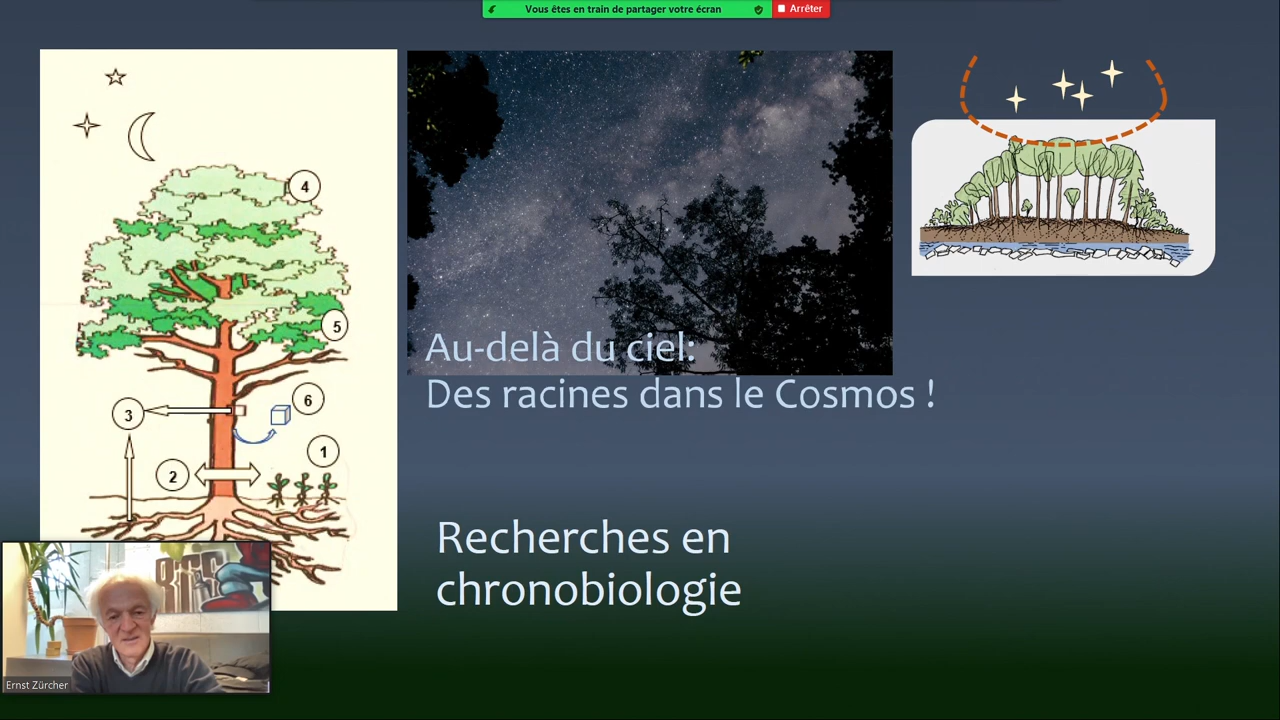 Vous êtes en train de partager votre écran
Arrêter
4
5
6
3
1
2
Au-delà du ciel:
Des racines dans le Cosmos !
Recherches en
chronobiologie
Ernst Zürcher